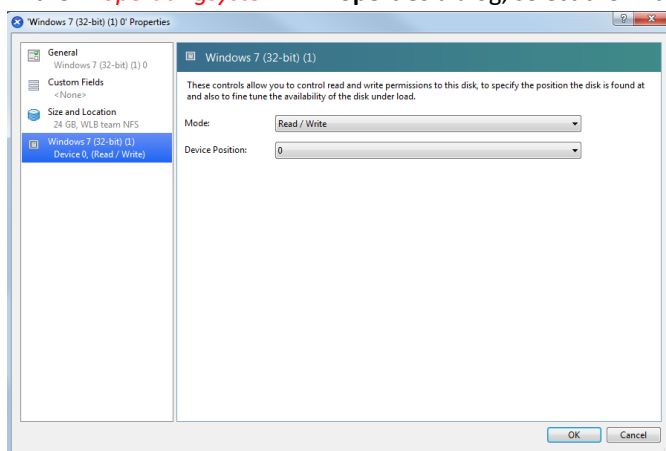 'Windows 7 (32-bit) (1) 0' Properties
General
Windows 7 (32-bit) (1) 0
Custom Fields
<None>
Size and Location
24 GB, WLB team NFS
Windows 7 (32-bit) (1)
Device 0, (Read / Write)
Windows 7 (32-bit) (1)
These controls allow you to control read and write permissions to this disk, to specify the position the disk is found at
and also to fine tune the availability of the disk under load.
Mode:
Read / Write
Device Position:
0
OK
Cancel